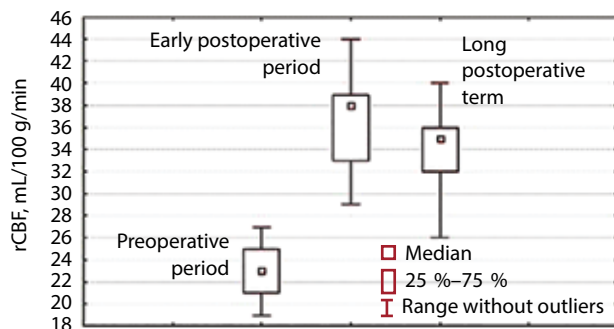 46
44
42
40
38
36
34
32
30
28
26
24
22
20
18
rCBF, mL/100 g/min
Early postoperative
period
Long
postoperative
term
Preoperative
period
Median
25 %–75 %
Range without outliers